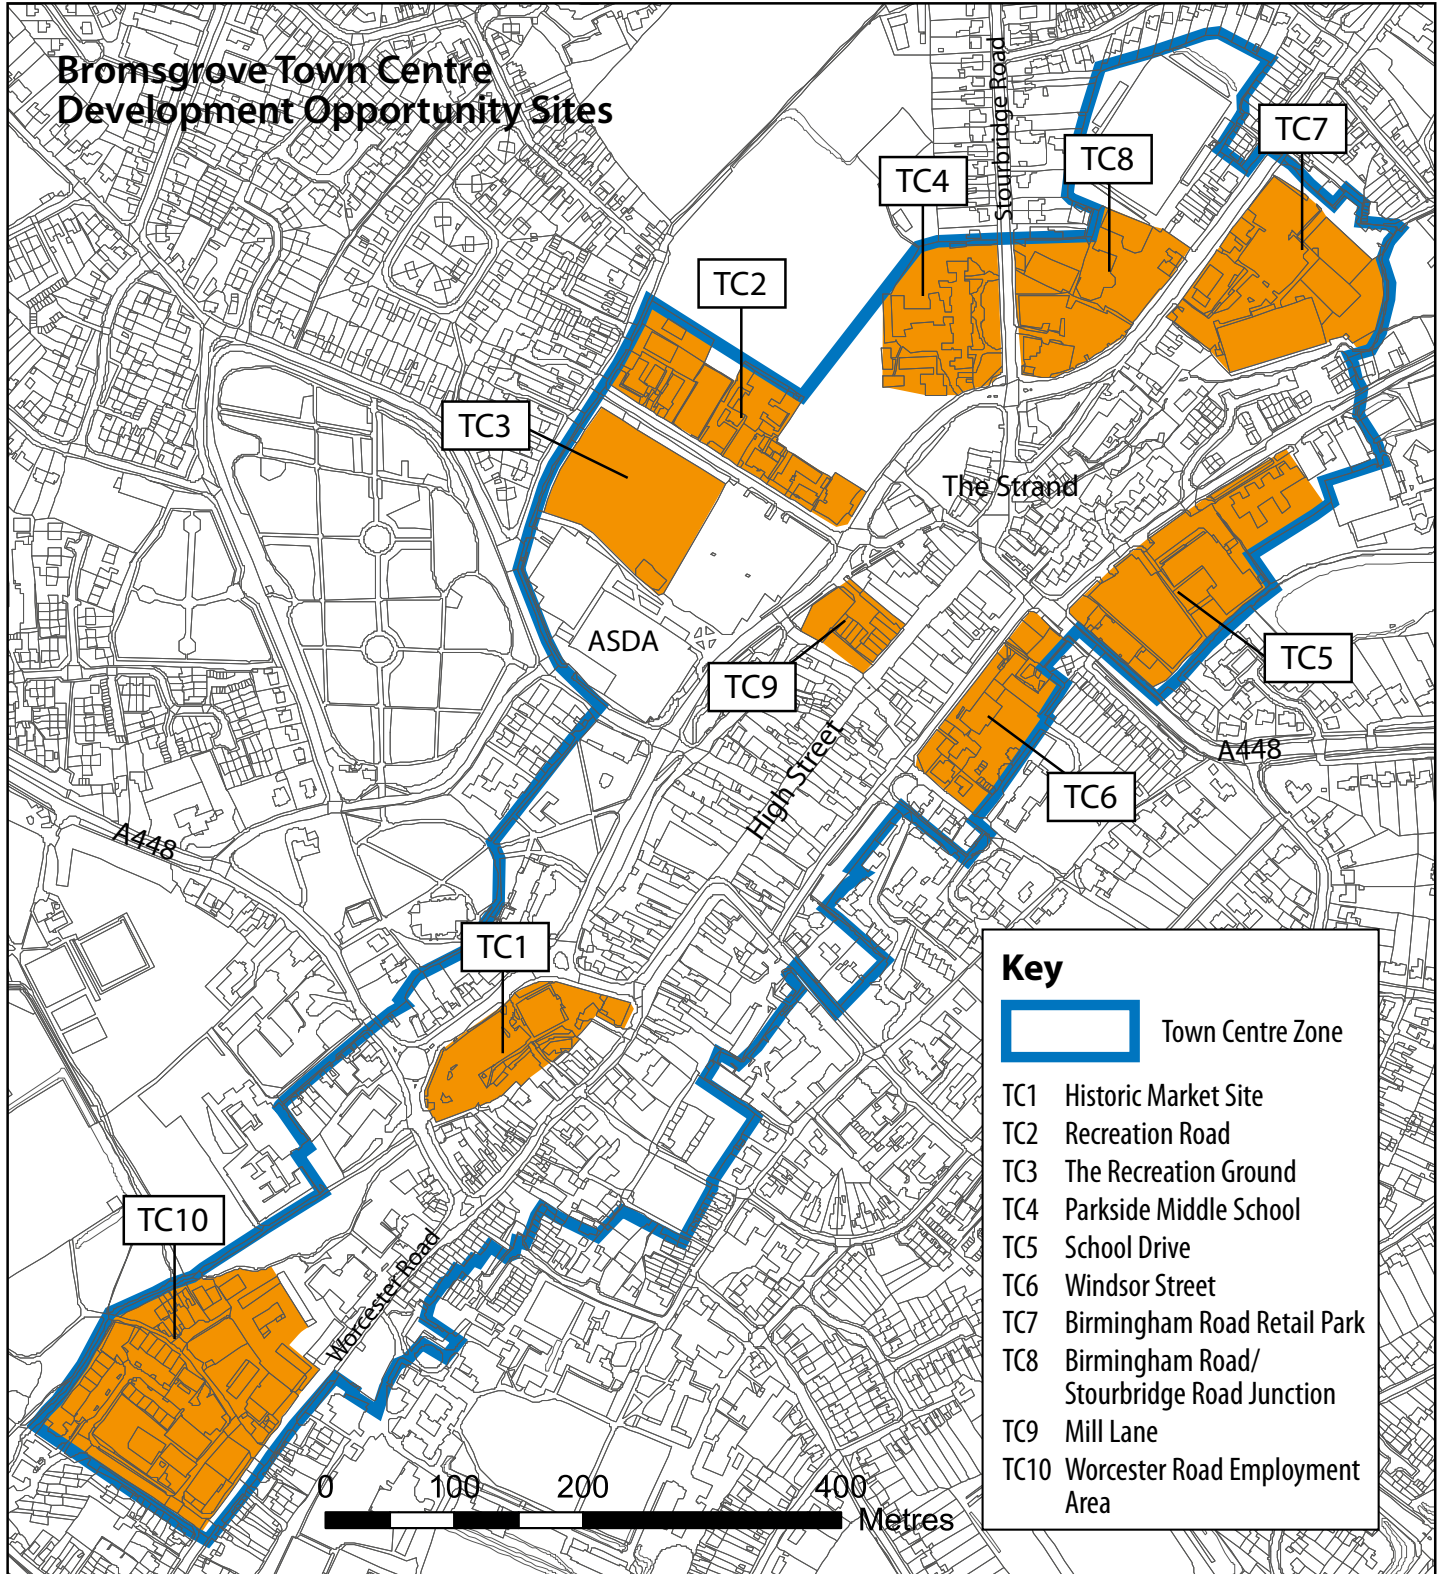 Bromsgrove Town Centre
Development Opportunity Sites
Stourbridge Road
TC7
TC8
TC4
TC2
TC3
The Strand
ASDA
TC9
TC5
High Street
A448
TC6
A448
TC1
TC10
Worcester Road
Key
Town Centre Zone
TC1 Historic Market Site
TC2 Recreation Road
TC3 The Recreation Ground
TC4 Parkside Middle School
TC5 School Drive
TC6 Windsor Street
TC7 Birmingham Road Retail Park
TC8 Birmingham Road/
Stourbridge Road Junction
TC9 Mill Lane
TC10 Worcester Road Employment
Area
0 100 200 400
Metres